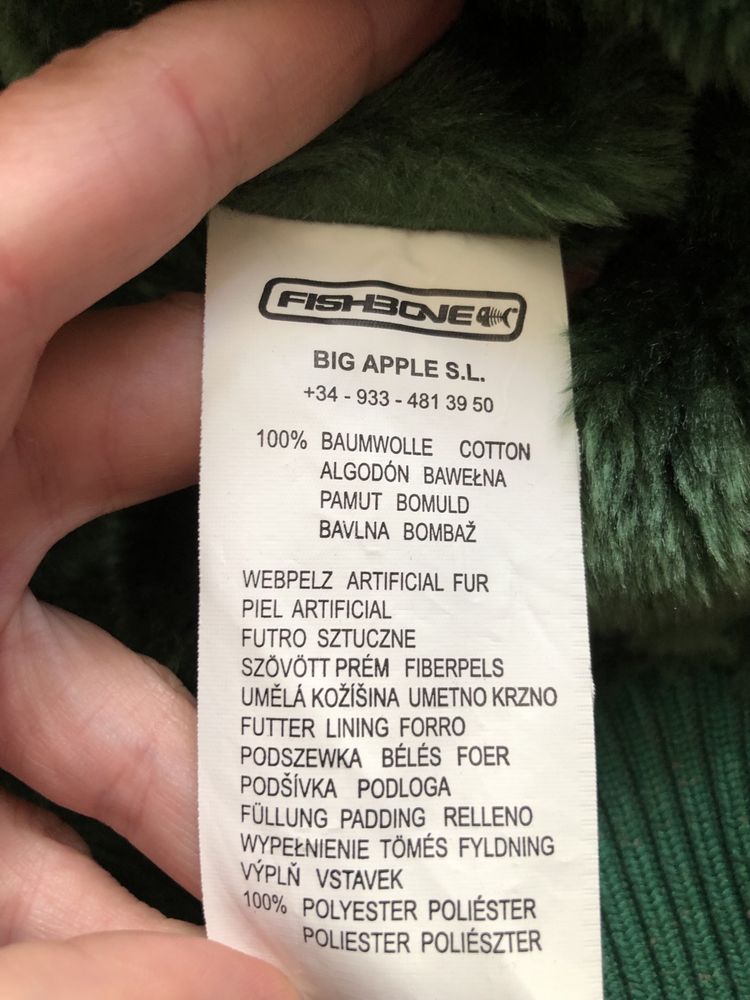 FISHBONE
BIG APPLE S.L.
+34 - 933 - 481 39 50
100% BAUMWOLLE COTTON
ALGODÓN BAWEŁNA
PAMUT BOMULD
BAVLNA BOMBAŽ
WEBPELZ ARTIFICIAL FUR
PIEL ARTIFICIAL
FUTRO SZTUCZNE
SZÖVÖTT PRÉM FIBERPELS
UMĚLÁ KOŽÍŠINA UMETNO KRZNO
FUTTER LINING FORRO
PODSZEWKA BÉLÉS FOER
PODŠÍVKA PODLOGA
FÜLLUNG PADDING RELLENO
WYPEŁNIENIE TÖMÉS FYLDNING
VÝPLŇ VSTAVEK
100% POLYESTER POLIÉSTER
POLIESTER POLIÉSZTER